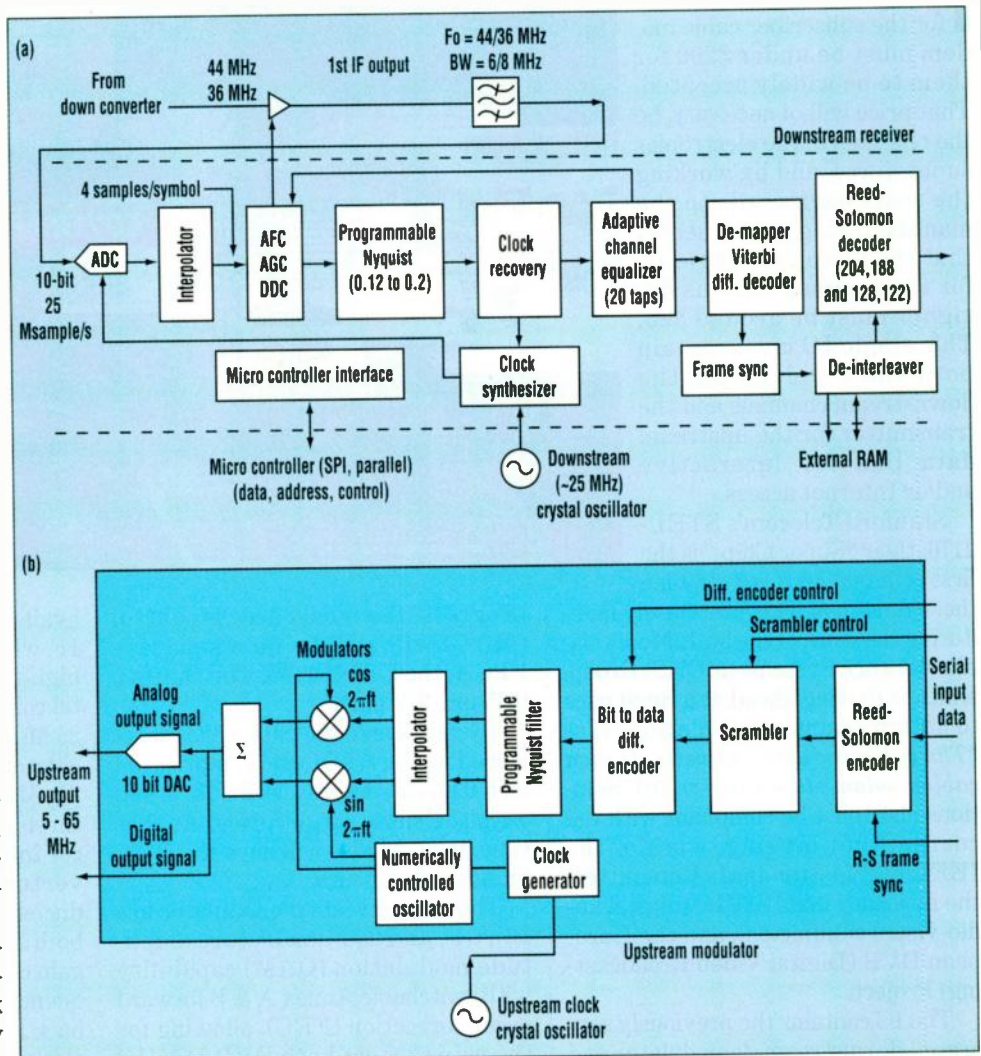 (a)
From
down converter
44 MHz
36 MHz
1st IF output
Fo = 44/36 MHz
BW = 6/8 MHz
Downstream receiver
4 samples/symbol
ADC
10-bit
25
Msample/s
Interpolator
AFC
AGC
DDC
Programmable
Nyquist
(0.12 to 0.2)
Clock
recovery
Adaptive
channel
equalizer
(20 taps)
De-mapper
Viterbi
diff. decoder
Reed-
Solomon
decoder
(204,188
and 128,122)
Micro controller interface
Clock
synthesizer
Frame sync
De-interleaver
Micro controller (SPI, parallel)
(data, address, control)
Downstream
(~25 MHz)
crystal oscillator
External RAM
(b)
Diff. encoder control
Scrambler control
Serial
input
data
Modulators
cos
2πft
Analog
output signal
Upstream
output
5 - 65
MHz
10 bit DAC
Digital
output signal
Σ
sin
2πft
Interpolator
Programmable
Nyquist filter
Bit to data
diff.
encoder
Scrambler
Reed-
Solomon
encoder
R-S frame
sync
Numerically
controlled
oscillator
Clock
generator
Upstream modulator
Upstream clock
crystal oscillator